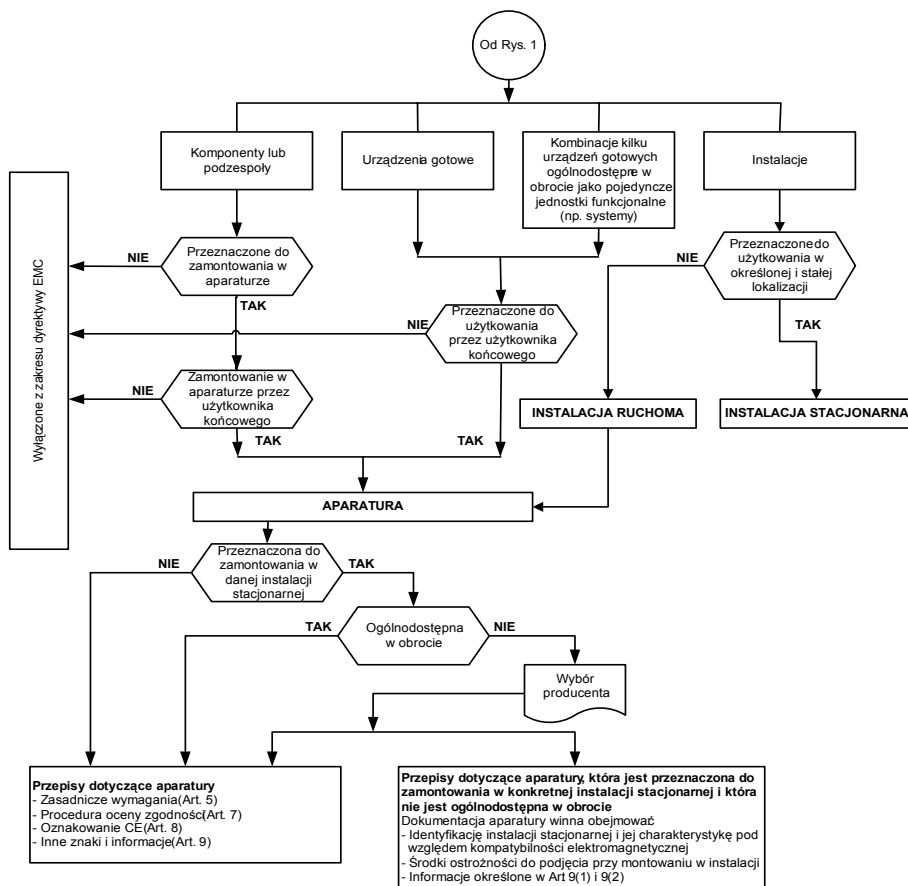 Od Rys. 1
Komponenty lub
podzespoły
Urządzenia gotowe
Kombinacje kilku
urządzeń gotowych
ogólnodostępne w
obrocie jako pojedyncze
jednostki funkcjonalne
(np. systemy)
Instalacje
Wyłączone z zakresu dyrektywy EMC
NIE
Przeznaczone do
zamontowania w
aparaturze
TAK
NIE
Przeznaczone do
użytkowania w
określonej i stałej
lokalizacji
TAK
NIE
Przeznaczone do
użytkowania
przez użytkownika
końcowego
TAK
NIE
Zamontowanie w
aparaturze przez
użytkownika
końcowego
TAK
INSTALACJA RUCHOMA
INSTALACJA STACJONARNA
APARATURA
NIE
Przeznaczona do
zamontowania w
danej instalacji
stacjonarnej
TAK
TAK
Ogólnodostępna
w obrocie
NIE
Wybór
producenta
Przepisy dotyczące aparatury
- Zasadnicze wymagania(Art. 5)
- Procedura oceny zgodności(Art. 7)
- Oznakowanie CE(Art. 8)
- Inne znaki i informacje(Art. 9)
Przepisy dotyczące aparatury, która jest przeznaczona do
zamontowania w konkretnej instalacji stacjonarnej i która
nie jest ogólnodostępna w obrocie
Dokumentacja aparatury winna obejmować
- Identyfikację instalacji stacjonarnej i jej charakterystykę pod
względem kompatybilności elektromagnetycznej
- Środki ostrożności do podjęcia przy montowaniu w instalacji
- Informacje określone w Art 9(1) i 9(2)